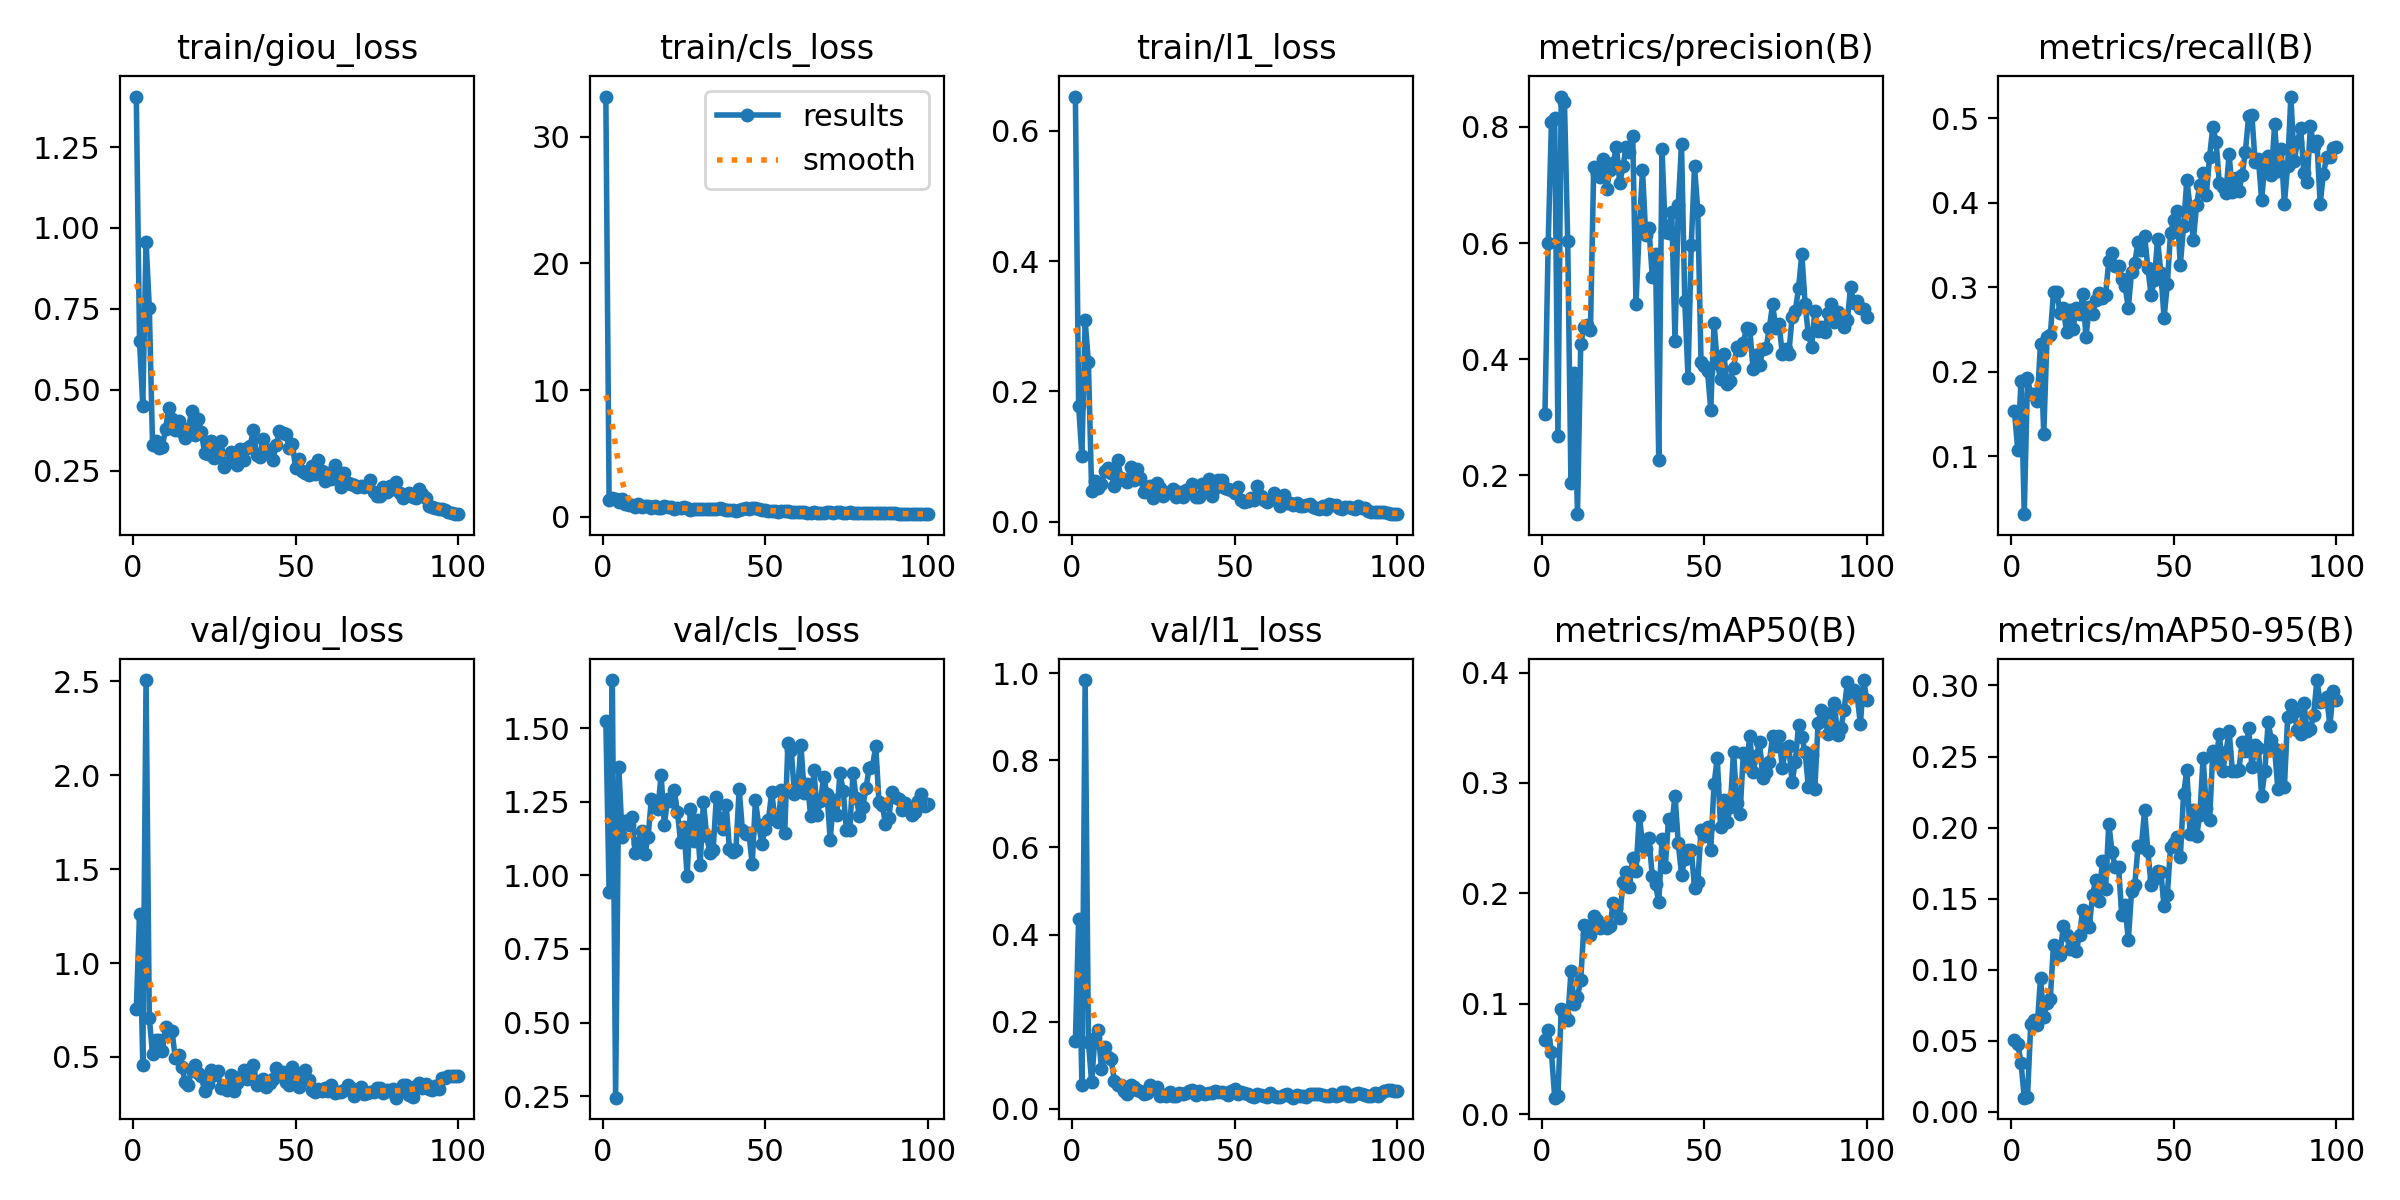 train/giou_loss
1.25
1.00
0.75
0.50
0.25
0 50 100
train/cls_loss
results
smooth
30
20
10
0
0 50 100
train/l1_loss
0.6
0.4
0.2
0.0
0 50 100
metrics/precision(B)
0.8
0.6
0.4
0.2
0 50 100
metrics/recall(B)
0.5
0.4
0.3
0.2
0.1
0 50 100
val/giou_loss
2.5
2.0
1.5
1.0
0.5
0 50 100
val/cls_loss
1.50
1.25
1.00
0.75
0.50
0.25
0 50 100
val/l1_loss
1.0
0.8
0.6
0.4
0.2
0.0
0 50 100
metrics/mAP50(B)
0.4
0.3
0.2
0.1
0.0
0 50 100
metrics/mAP50-95(B)
0.30
0.25
0.20
0.15
0.10
0.05
0.00
0 50 100